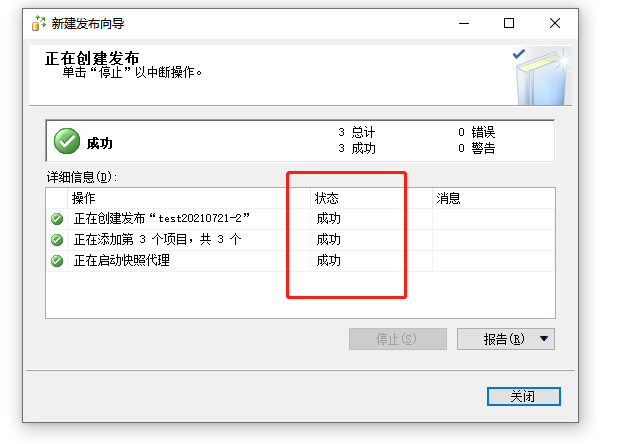 新建发布向导
正在创建发布
单击“停止”以中断操作。
成功
3 总计
0 错误
3 成功
0 警告
详细信息(D):
操作 状态 消息
正在创建发布“test20210721-2” 成功
正在添加第 3 个项目，共 3 个 成功
正在启动快照代理 成功
停止(S) 报告(R)
关闭